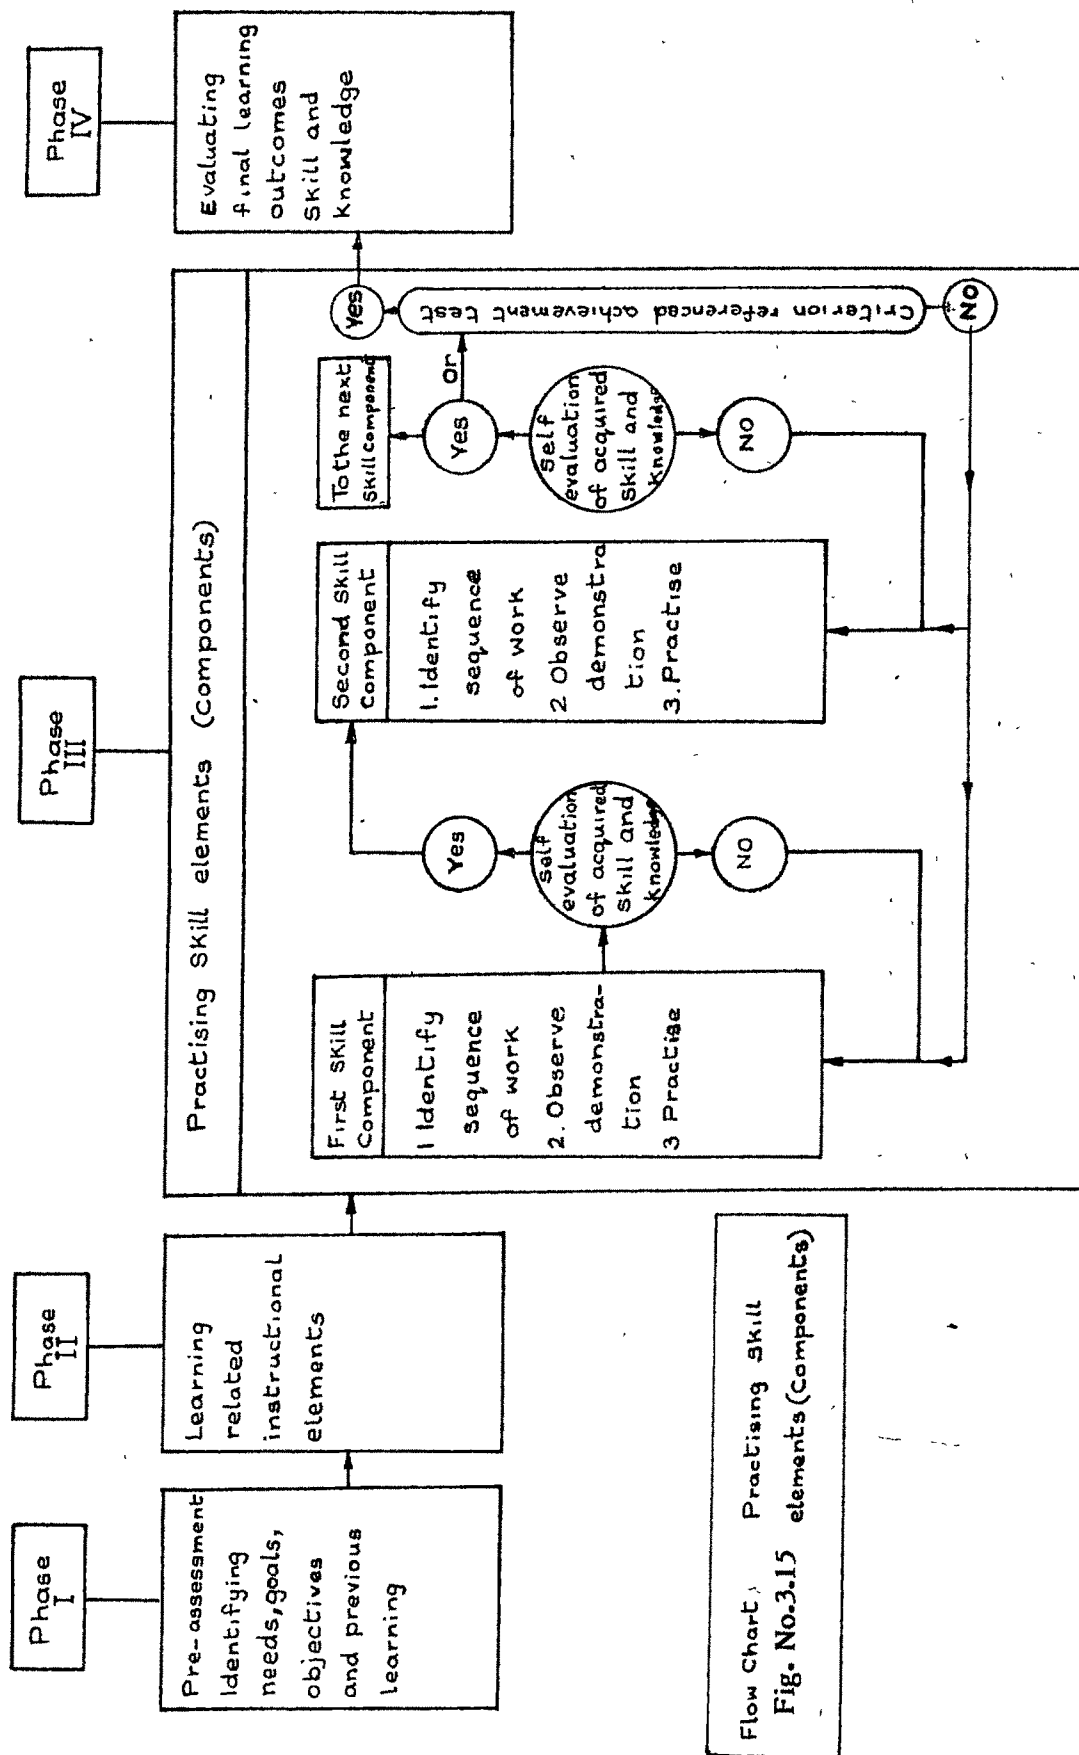 Phase
I
Pre-assessment
Identifying
needs,goals,
objectives
and previous
learning
Phase
II
Learning
related
instructional
elements
Phase
III
Practising Skill elements (components)
First Skill
Component
1 Identify
sequence
of work
2. Observe
demonstra-
tion
3 Practise
Yes
Self
evaluation
of acquired
skill and
knowledge
NO
Second Skill
Component
1. Identify
sequence
of work
2 Observe
demonstra
tion
3. Practise
To the next
Skill component
Yes
or
Self
evaluation
of acquired
skill and
knowledge
NO
Yes
Criterion referenced achievement test
NO
Phase
IV
Evaluating
final learning
outcomes
skill and
knowledge
Flow Chart, Practising Skill
Fig. No.3.15 elements (Components)